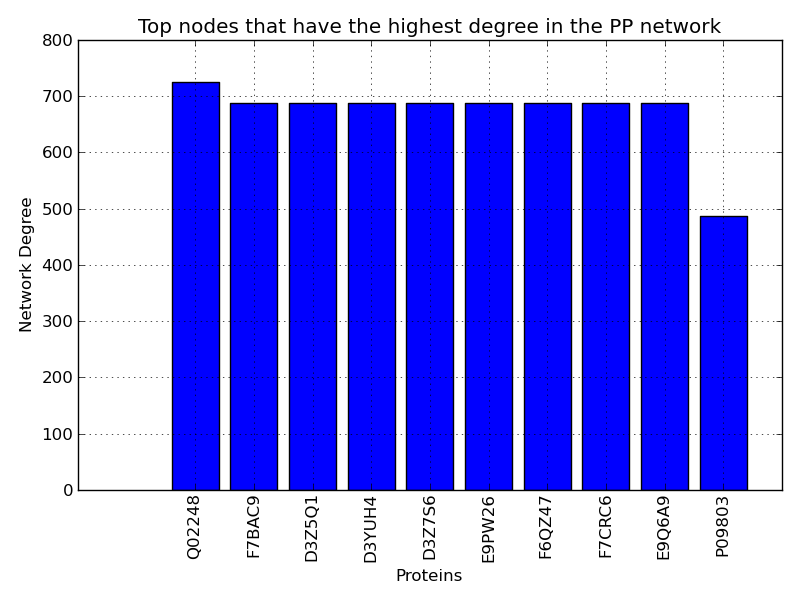 Top nodes that have the highest degree in the PP network
800
700
600
500
400
300
200
100
0
Network Degree
Q02248
F7BAC9
D3Z5Q1
D3YUH4
D3Z7S6
E9PW26
F6QZ47
F7CRC6
E9Q6A9
P09803
Proteins